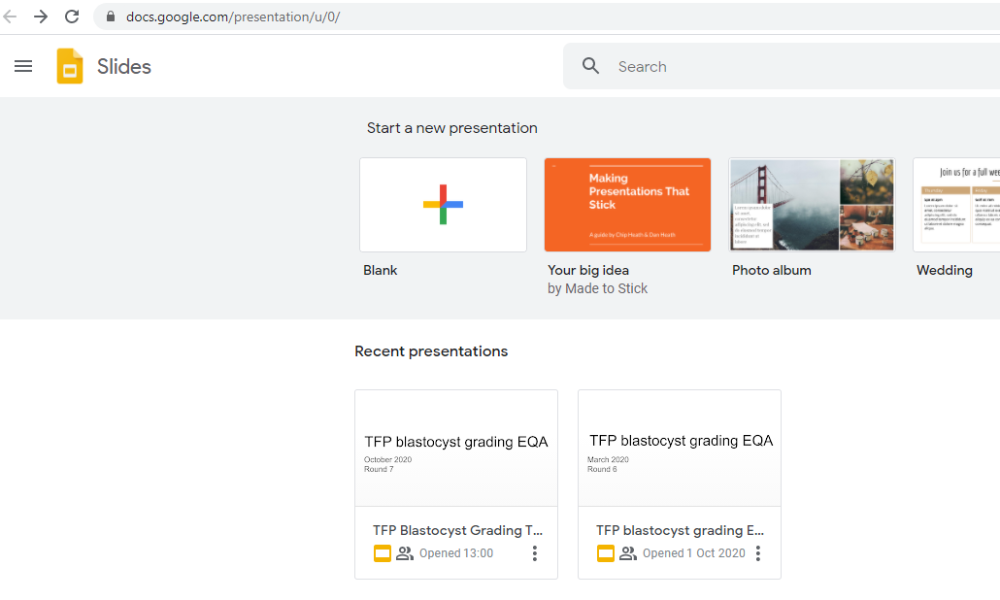 docs.google.com/presentation/u/0/
Slides
Search
Start a new presentation
Making
Presentations That
Stick
A guide by Chip Heath & Dan Heath
Join us for a full wee
Blank
Your big idea
by Made to Stick
Photo album
Wedding
Recent presentations
TFP blastocyst grading EQA
October 2020
Round 7
TFP Blastocyst Grading T...
Opened 13:00
TFP blastocyst grading EQA
March 2020
Round 6
TFP blastocyst grading E...
Opened 1 Oct 2020